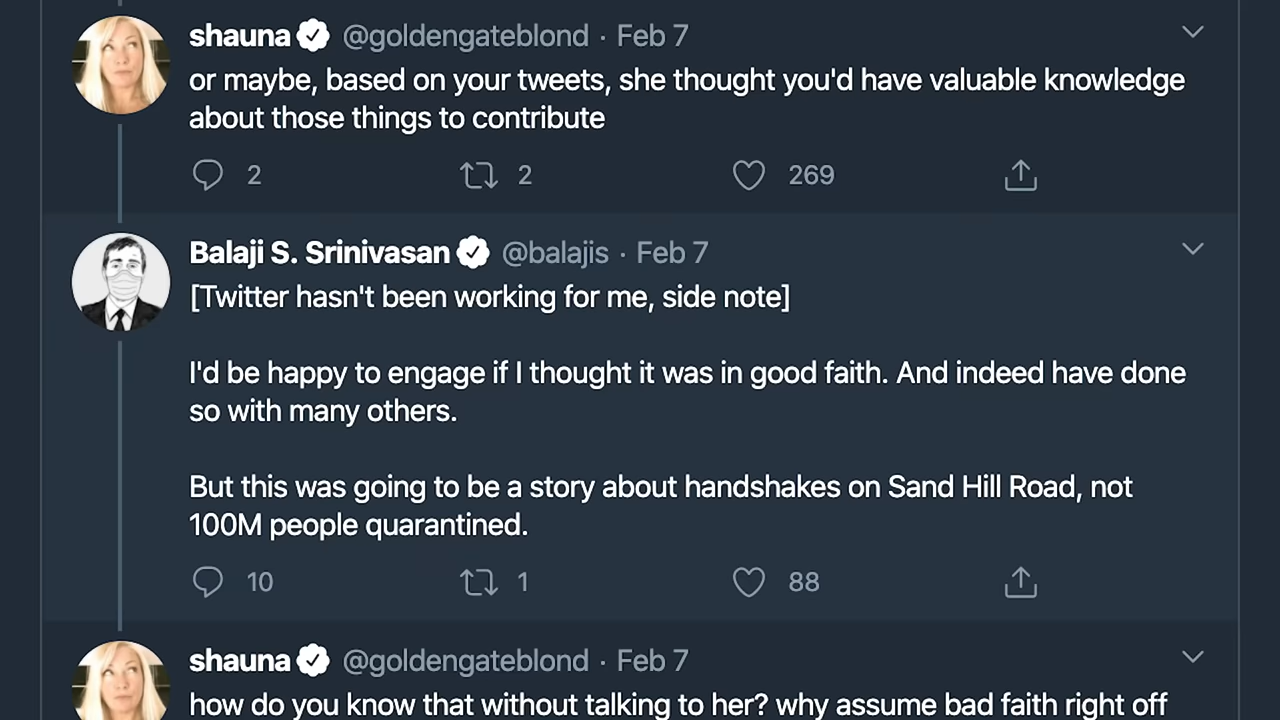 shauna @goldengateblond · Feb 7
or maybe, based on your tweets, she thought you'd have valuable knowledge
about those things to contribute
2 2 269
Balaji S. Srinivasan @balajis · Feb 7
[Twitter hasn't been working for me, side note]
I'd be happy to engage if I thought it was in good faith. And indeed have done
so with many others.
But this was going to be a story about handshakes on Sand Hill Road, not
100M people quarantined.
10 1 88
shauna @goldengateblond · Feb 7
how do you know that without talking to her? why assume bad faith right off